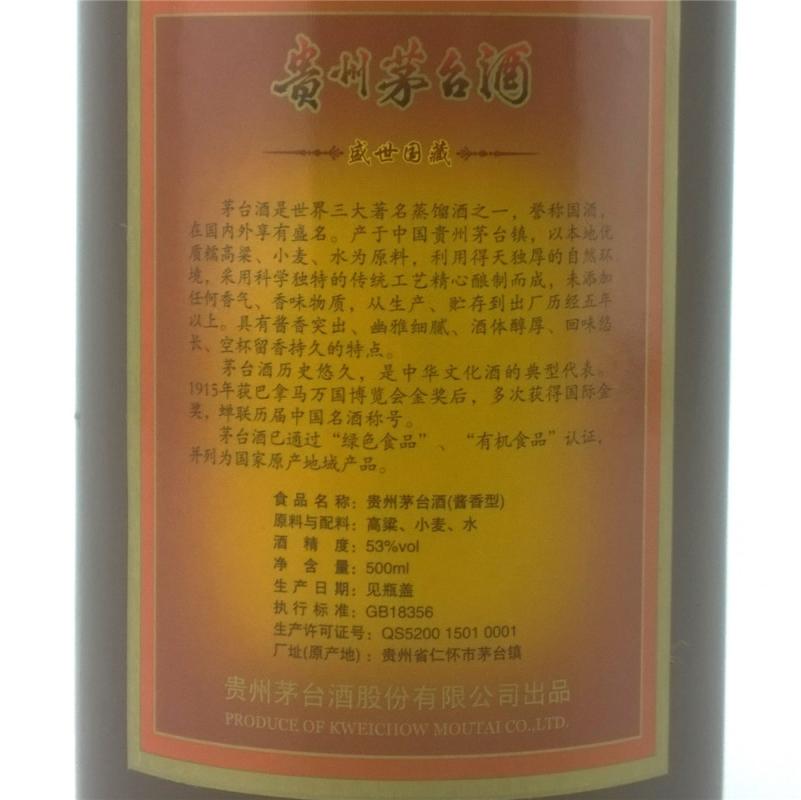 贵州茅台酒
盛世国藏
茅台酒是世界三大著名蒸馏酒之一，誉称国酒，
在国内外享有盛名。产于中国贵州茅台镇，以本地优
质糯高粱、小麦、水为原料，利用得天独厚的自然环
境，采用科学独特的传统工艺精心酿制而成，未添加
任何香气、香味物质，从生产、贮存到出厂历经五年
以上。具有酱香突出、幽雅细腻、酒体醇厚、回味悠
长、空杯留香持久的特点。
茅台酒历史悠久，是中华文化酒的典型代表。
1915年获巴拿马万国博览会金奖后，多次获得国际金
奖，蝉联历届中国名酒称号。
茅台酒已通过“绿色食品”、“有机食品”认证，
并列为国家原产地域产品。
食品名称：贵州茅台酒(酱香型)
原料与配料：高粱、小麦、水
酒精度：53%vol
净含量：500ml
生产日期：见瓶盖
执行标准：GB18356
生产许可证号：QS5200 1501 0001
厂址(原产地)：贵州省仁怀市茅台镇
贵州茅台酒股份有限公司出品
PRODUCE OF KWEICHOW MOUTAI CO.,LTD.